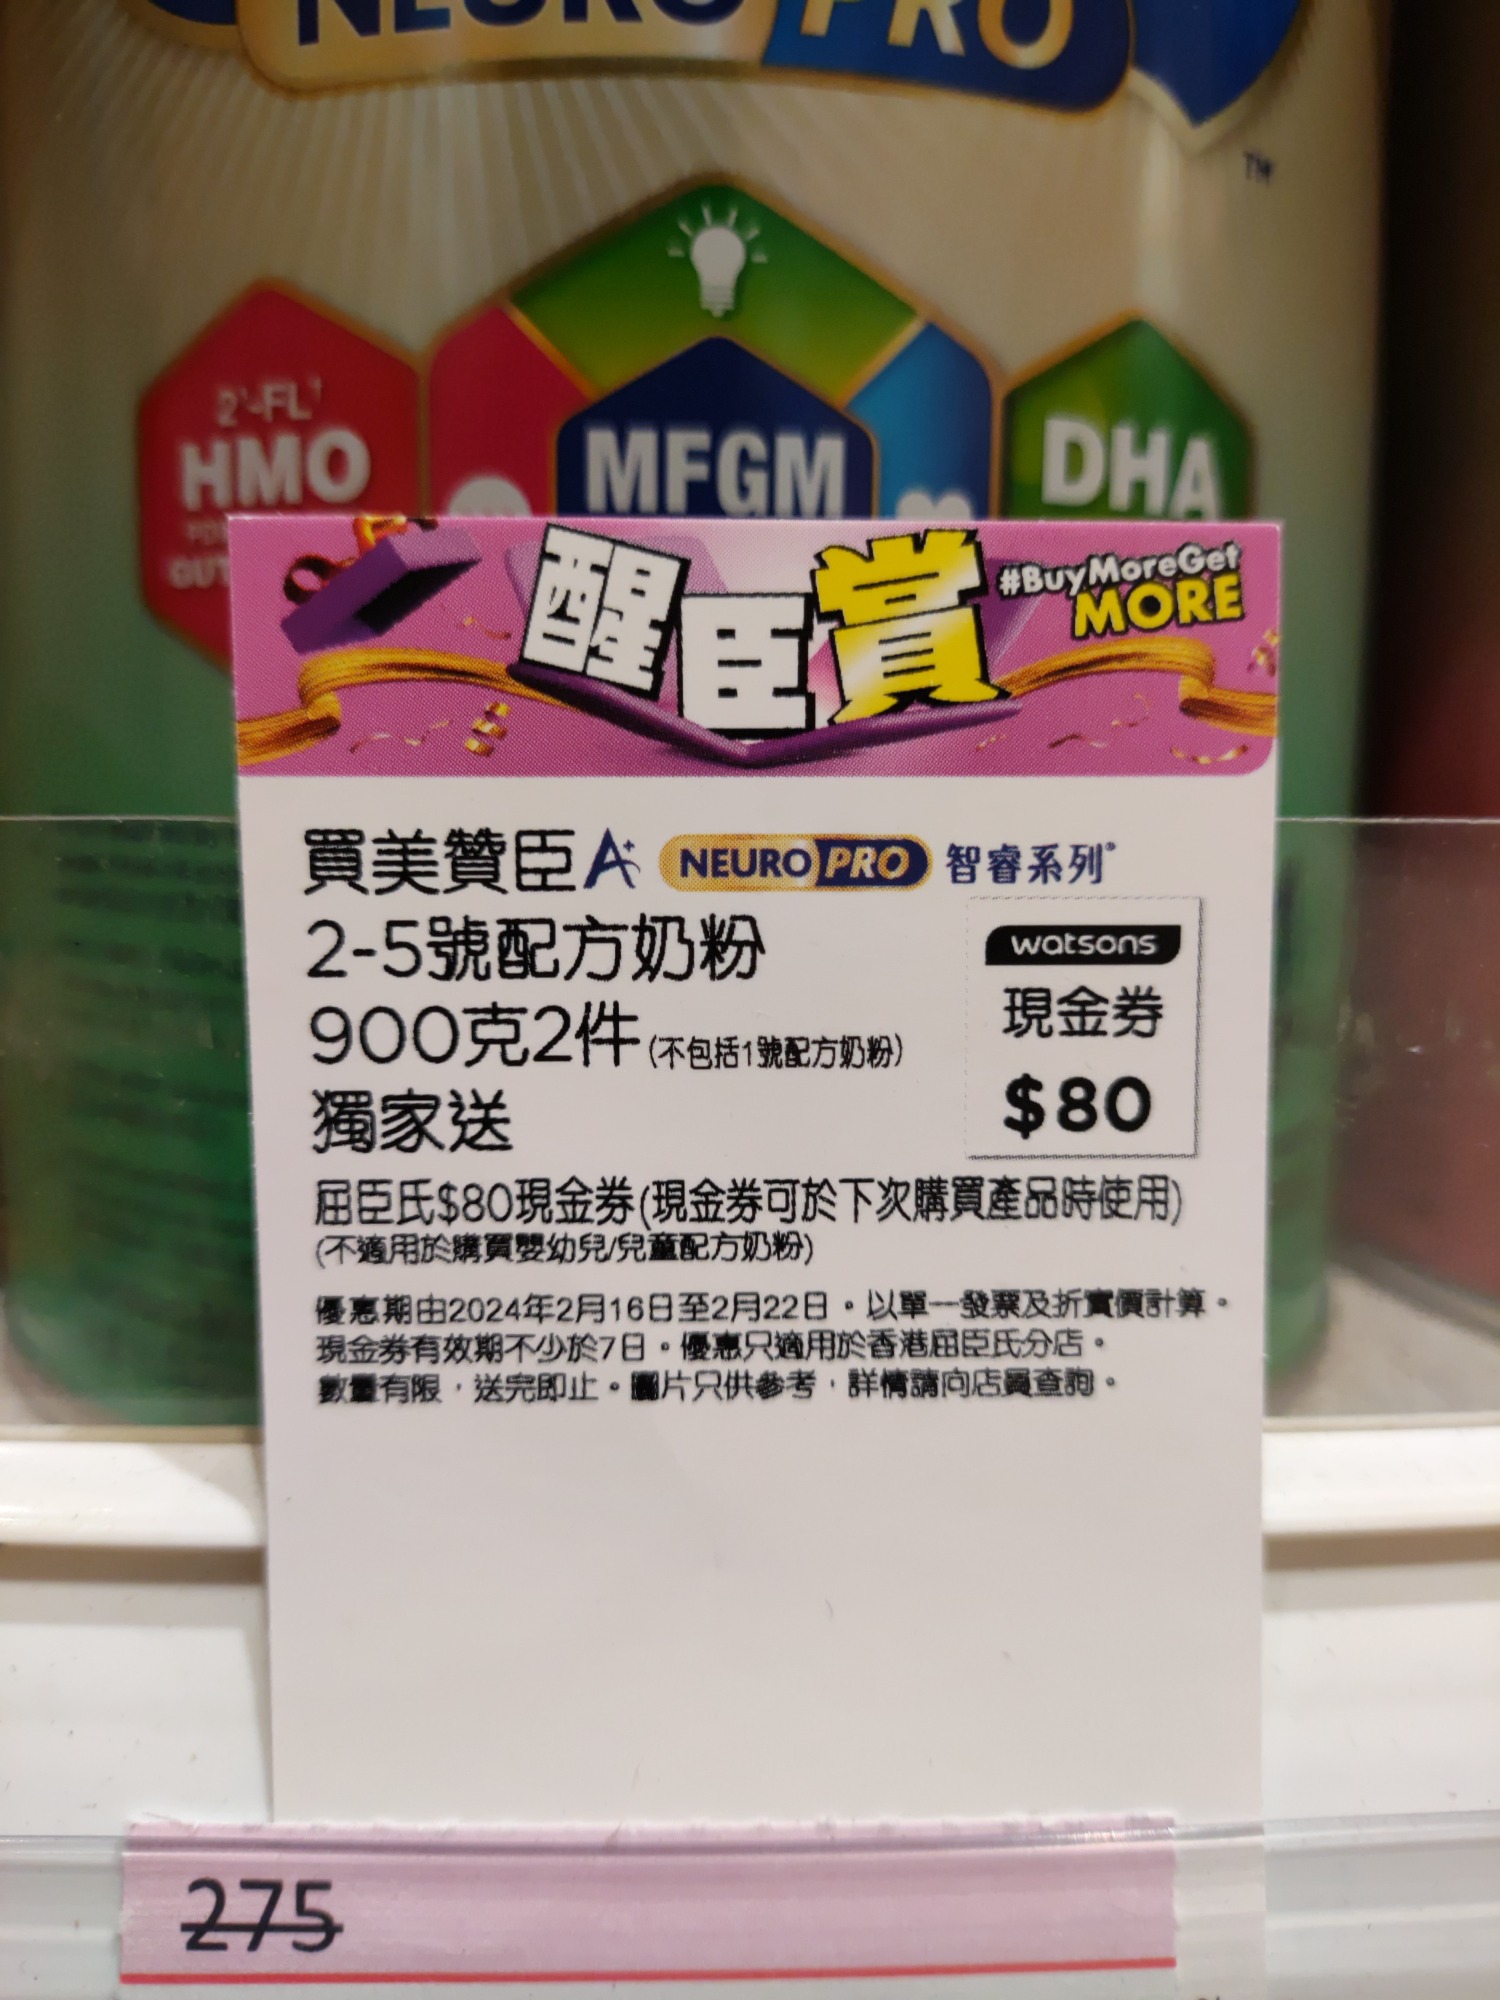 NEURO PRO
TM
2'-FL
HMO
MFGM
DHA
GUT
醒臣賞
#BuyMoreGet
MORE
買美贊臣A+ NEURO PRO 智睿系列®
2-5號配方奶粉
900克2件(不包括1號配方奶粉)
獨家送
watsons
現金券
$80
屈臣氏$80現金券(現金券可於下次購買產品時使用)
(不適用於購買嬰幼兒/兒童配方奶粉)
優惠期由2024年2月16日至2月22日。以單一發票及折實價計算。
現金券有效期不少於7日。優惠只適用於香港屈臣氏分店。
數量有限，送完即止。圖片只供參考，詳情請向店員查詢。
275